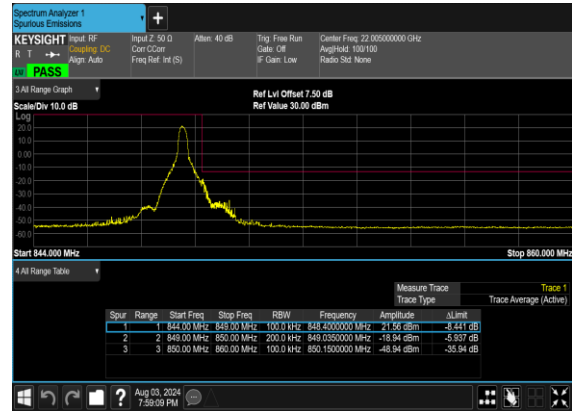 Spectrum Analyzer 1
Spurious Emissions
+
KEYSIGHT Input: RF Input Z: 50 Ω Atten: 40 dB Trig: Free Run Center Freq: 22.005000000 GHz
R T Coupling: DC Corr CCorr Gate: Off Avg|Hold: 100/100
Align: Auto Freq Ref: Int (S) IF Gain: Low Radio Std: None
PASS
3 All Range Graph
Ref Lvl Offset 7.50 dB
Scale/Div 10.0 dB Ref Value 30.00 dBm
Log
20.0
10.0
0.00
-10.0
-20.0
-30.0
-40.0
-50.0
-60.0
Start 844.000 MHz Stop 860.000 MHz
4 All Range Table
Measure Trace Trace 1
Trace Type Trace Average (Active)
Spur Range Start Freq Stop Freq RBW Frequency Amplitude ΔLimit
1 1 844.00 MHz 849.00 MHz 100.0 kHz 848.4000000 MHz 21.56 dBm -8.441 dB
2 2 849.00 MHz 850.00 MHz 200.0 kHz 849.0350000 MHz -18.94 dBm -5.937 dB
3 3 850.00 MHz 860.00 MHz 100.0 kHz 850.1500000 MHz -48.94 dBm -35.94 dB
? Aug 03, 2024
7:59:09 PM